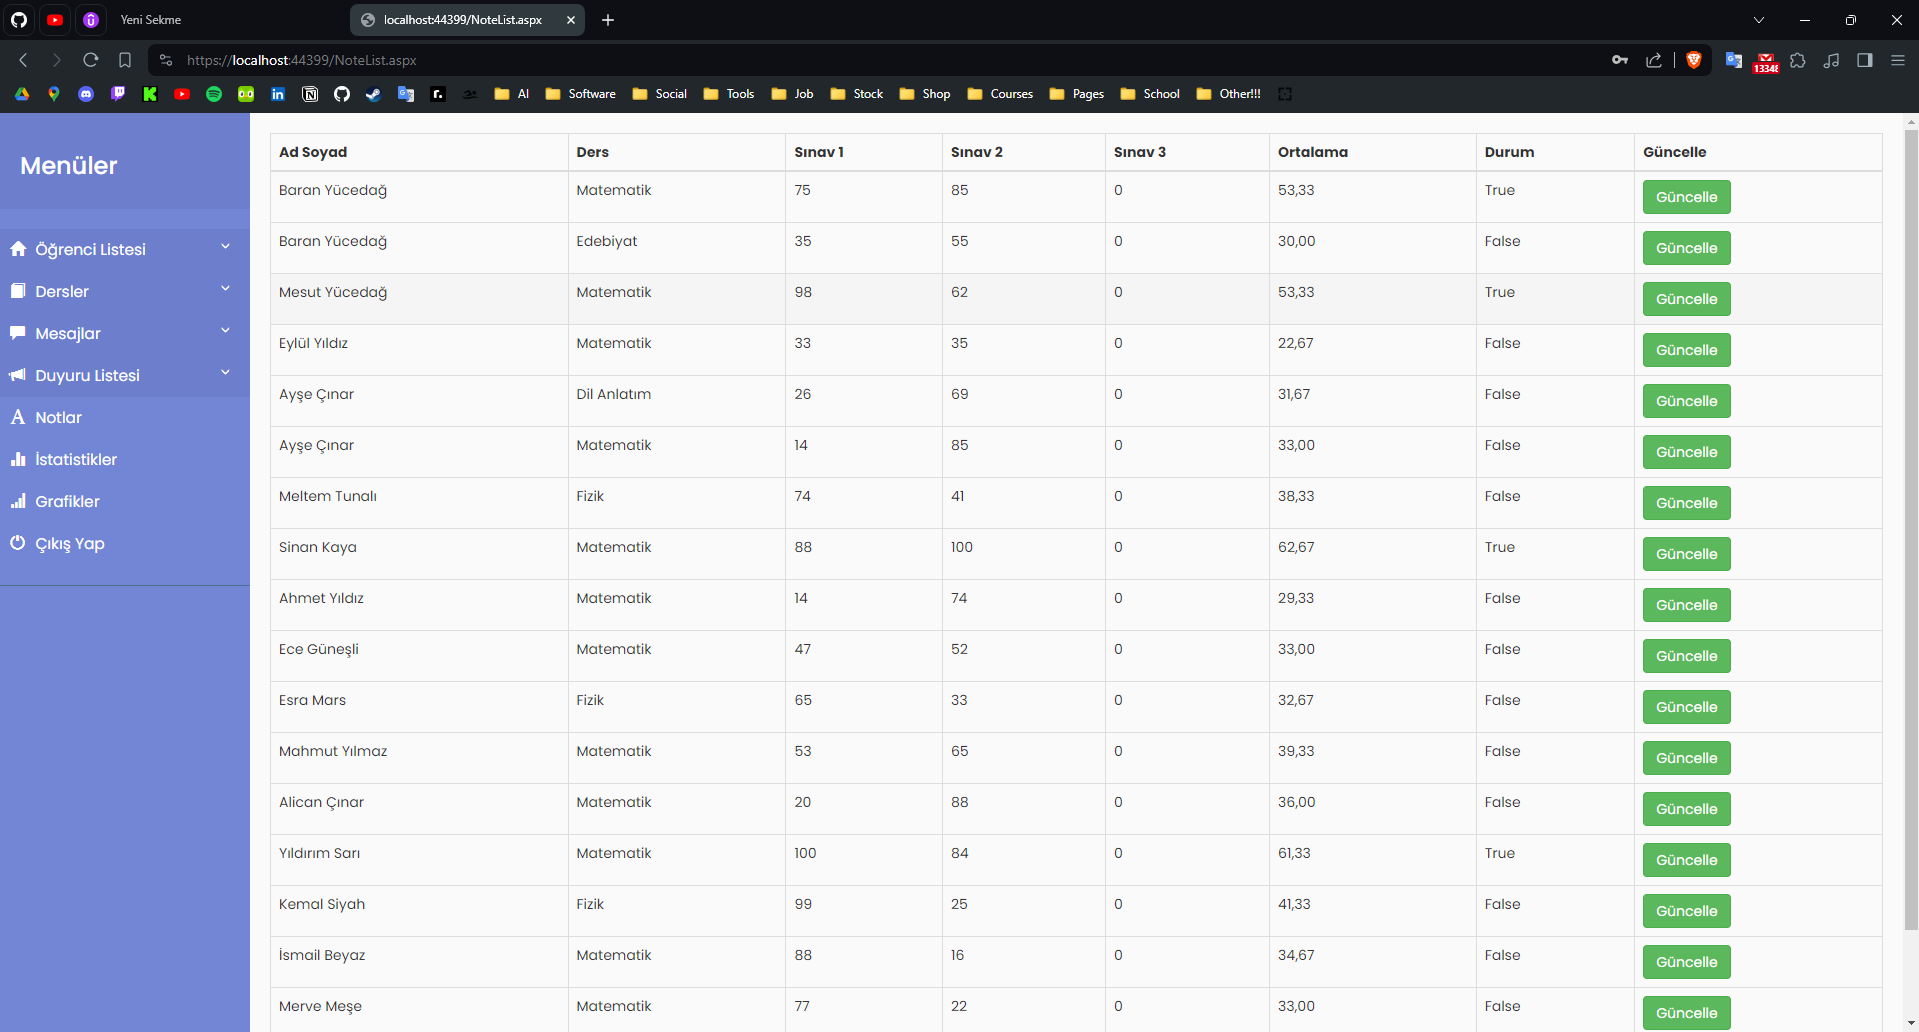 Yeni Sekme
localhost:44399/NoteList.aspx
https://localhost:44399/NoteList.aspx
13348
AI Software Social Tools Job Stock Shop Courses Pages School Other!!!
Menüler
Öğrenci Listesi
Dersler
Mesajlar
Duyuru Listesi
Notlar
İstatistikler
Grafikler
Çıkış Yap
Ad Soyad Ders Sınav 1 Sınav 2 Sınav 3 Ortalama Durum Güncelle
Baran Yücedağ Matematik 75 85 0 53,33 True Güncelle
Baran Yücedağ Edebiyat 35 55 0 30,00 False Güncelle
Mesut Yücedağ Matematik 98 62 0 53,33 True Güncelle
Eylül Yıldız Matematik 33 35 0 22,67 False Güncelle
Ayşe Çınar Dil Anlatım 26 69 0 31,67 False Güncelle
Ayşe Çınar Matematik 14 85 0 33,00 False Güncelle
Meltem Tunalı Fizik 74 41 0 38,33 False Güncelle
Sinan Kaya Matematik 88 100 0 62,67 True Güncelle
Ahmet Yıldız Matematik 14 74 0 29,33 False Güncelle
Ece Güneşli Matematik 47 52 0 33,00 False Güncelle
Esra Mars Fizik 65 33 0 32,67 False Güncelle
Mahmut Yılmaz Matematik 53 65 0 39,33 False Güncelle
Alican Çınar Matematik 20 88 0 36,00 False Güncelle
Yıldırım Sarı Matematik 100 84 0 61,33 True Güncelle
Kemal Siyah Fizik 99 25 0 41,33 False Güncelle
İsmail Beyaz Matematik 88 16 0 34,67 False Güncelle
Merve Meşe Matematik 77 22 0 33,00 False Güncelle